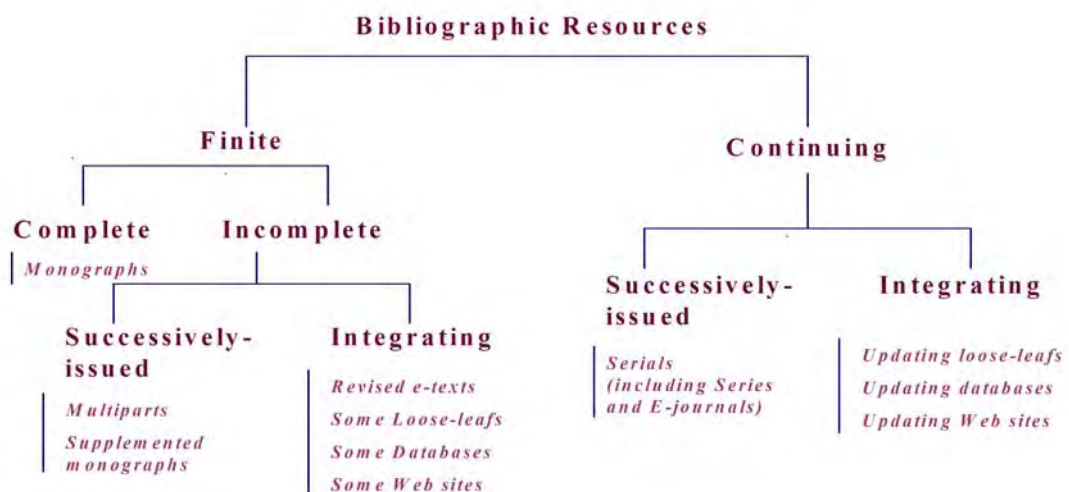 Bibliographic Resources
Finite
Continuing
Complete
Incomplete
Monographs
Successively-
issued
Integrating
Multiparts
Supplemented
monographs
Revised e-texts
Some Loose-leafs
Some Databases
Some Web sites
Successively-
issued
Integrating
Serials
(including Series
and E-journals)
Updating loose-leafs
Updating databases
Updating Web sites